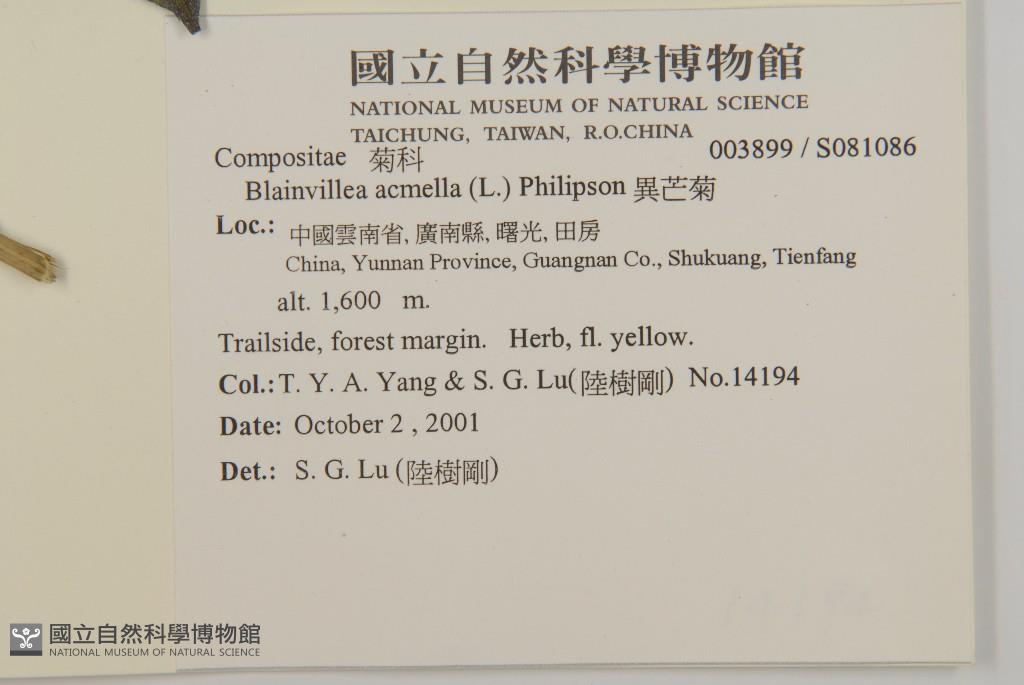 國立自然科學博物館
NATIONAL MUSEUM OF NATURAL SCIENCE
TAICHUNG, TAIWAN, R.O.CHINA
Compositae 菊科 003899 / S081086
Blainvillea acmella (L.) Philipson 異芒菊
Loc.: 中國雲南省, 廣南縣, 曙光, 田房
China, Yunnan Province, Guangnan Co., Shukuang, Tienfang
alt. 1,600 m.
Trailside, forest margin. Herb, fl. yellow.
Col.: T. Y. A. Yang & S. G. Lu(陸樹剛) No.14194
Date: October 2 , 2001
Det.: S. G. Lu (陸樹剛)
國立自然科學博物館
NATIONAL MUSEUM OF NATURAL SCIENCE